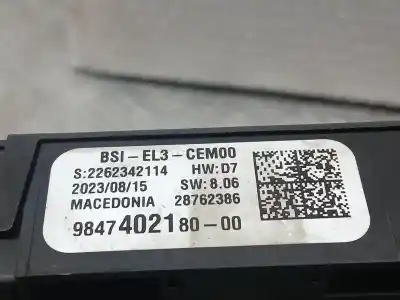 BSI-EL3-CEM00
S:2262342114 HW:D7
2023/08/15 SW:8.06
MACEDONIA 28762386
9847402180-00